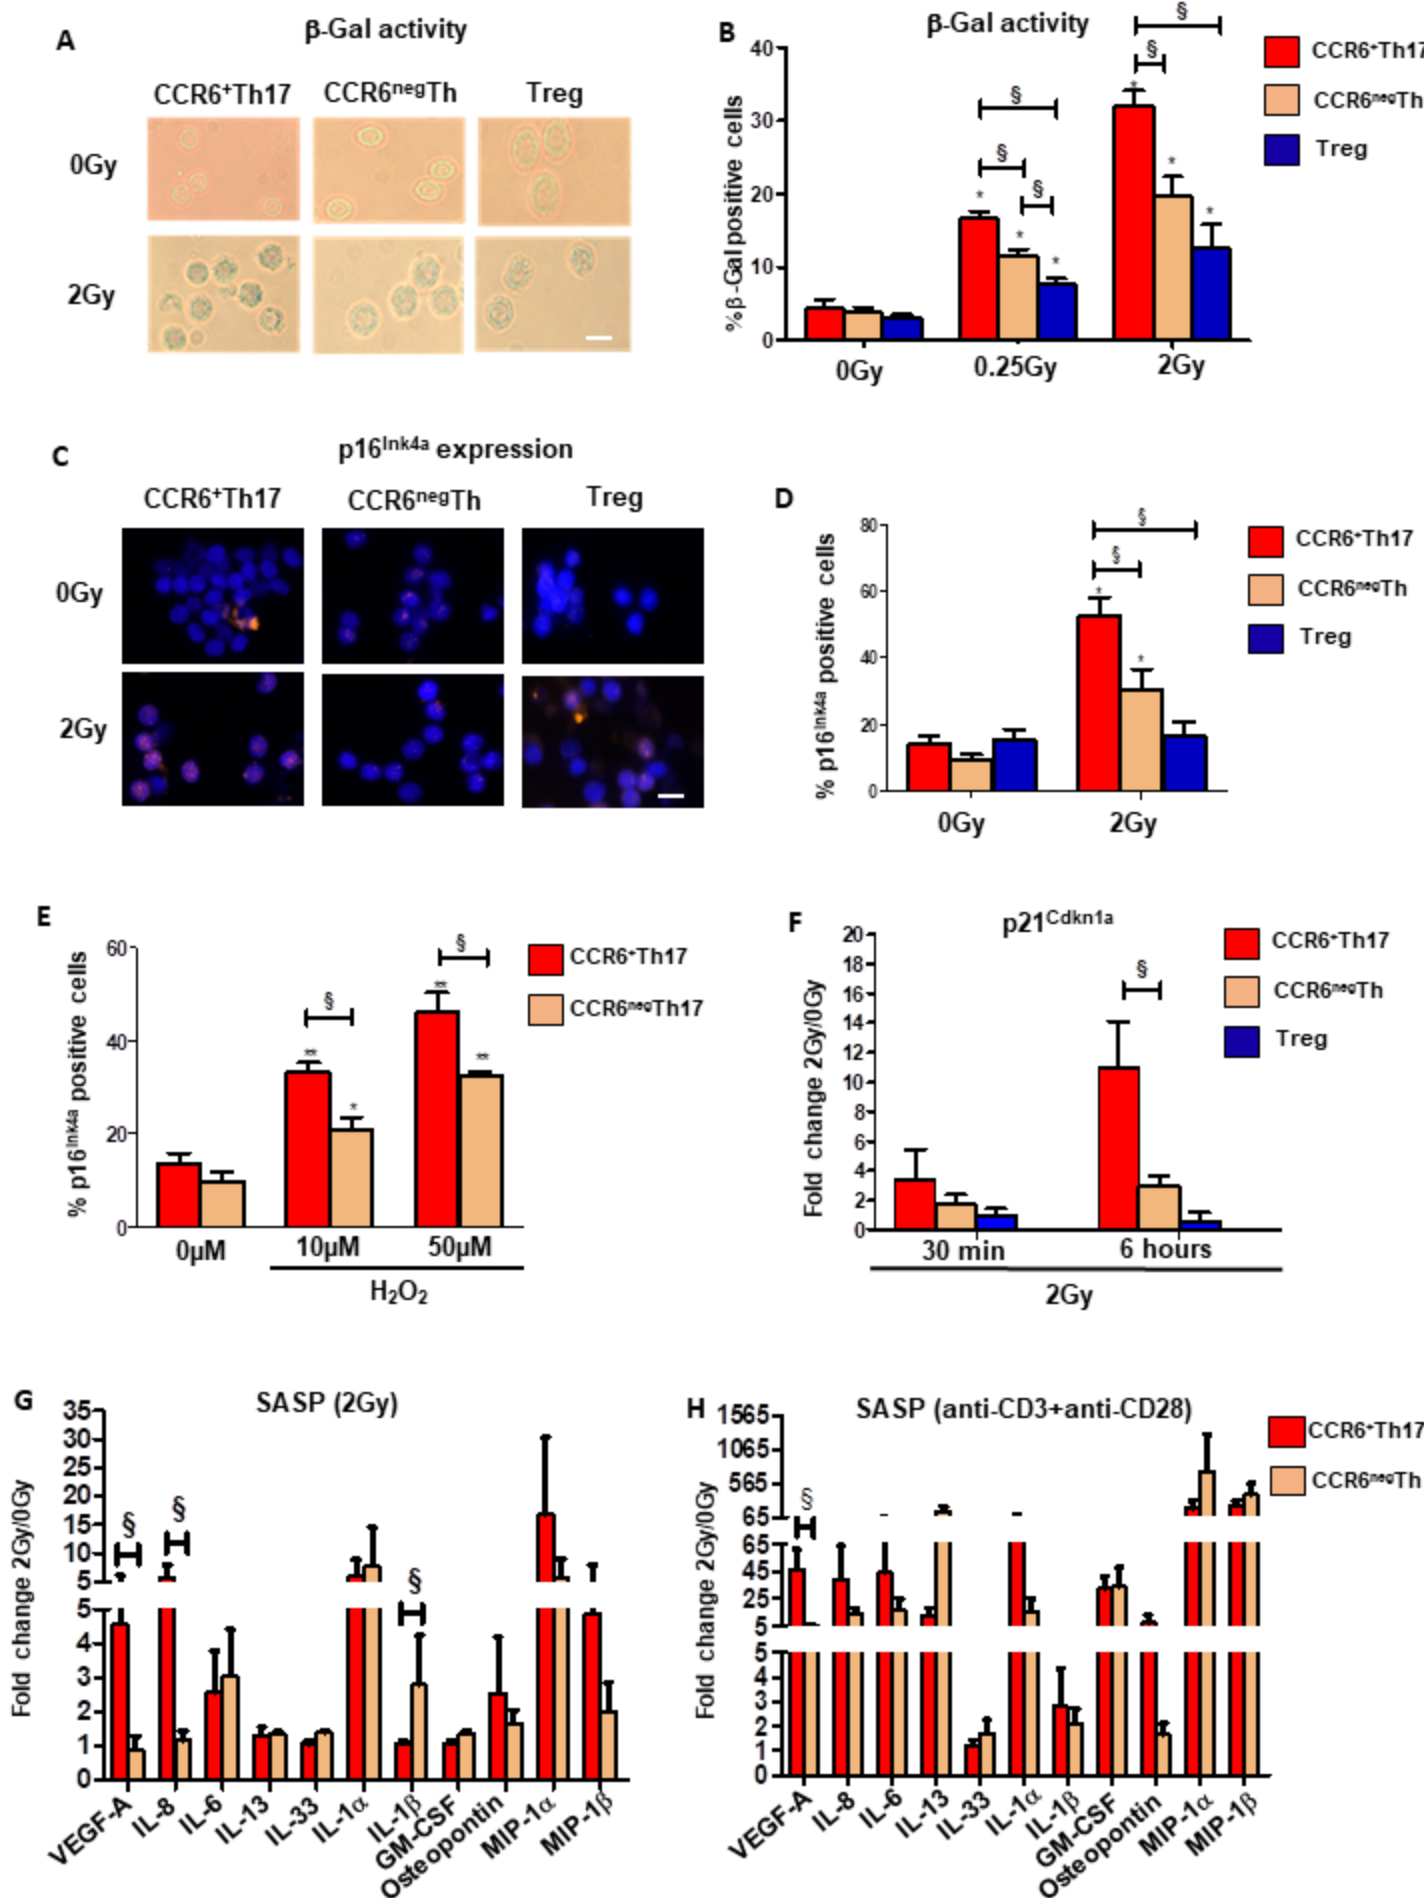 A
β-Gal activity
CCR6⁺Th17
CCR6ⁿᵉᵍTh
Treg
0Gy
2Gy
B
β-Gal activity
% β-Gal positive cells
40
30
20
10
0
§
§
§
§
§
*
*
*
*
*
*
0Gy
0.25Gy
2Gy
CCR6⁺Th17
CCR6ⁿᵉᵍTh
Treg
C
p16ᴵⁿᵏ⁴ᵃ expression
CCR6⁺Th17
CCR6ⁿᵉᵍTh
Treg
0Gy
2Gy
D
% p16ᴵⁿᵏ⁴ᵃ positive cells
80
60
40
20
0
§
§
*
*
0Gy
2Gy
CCR6⁺Th17
CCR6ⁿᵉᵍTh
Treg
E
% p16ᴵⁿᵏ⁴ᵃ positive cells
60
40
20
0
§
§
**
*
**
**
0µM
10µM
50µM
H₂O₂
CCR6⁺Th17
CCR6ⁿᵉᵍTh17
F
p21ᶜᵈᵏⁿ¹ᵃ
Fold change 2Gy/0Gy
20
18
16
14
12
10
8
6
4
2
0
§
30 min
6 hours
2Gy
CCR6⁺Th17
CCR6ⁿᵉᵍTh
Treg
G
SASP (2Gy)
Fold change 2Gy/0Gy
35
30
25
20
15
10
5
5
4
3
2
1
0
§
§
§
VEGF-A
IL-8
IL-6
IL-13
IL-33
IL-1α
IL-1β
GM-CSF
Osteopontin
MIP-1α
MIP-1β
H
SASP (anti-CD3+anti-CD28)
Fold change 2Gy/0Gy
1565
1065
565
65
65
45
25
5
5
4
3
2
1
0
§
VEGF-A
IL-8
IL-6
IL-13
IL-33
IL-1α
IL-1β
GM-CSF
Osteopontin
MIP-1α
MIP-1β
CCR6⁺Th17
CCR6ⁿᵉᵍTh